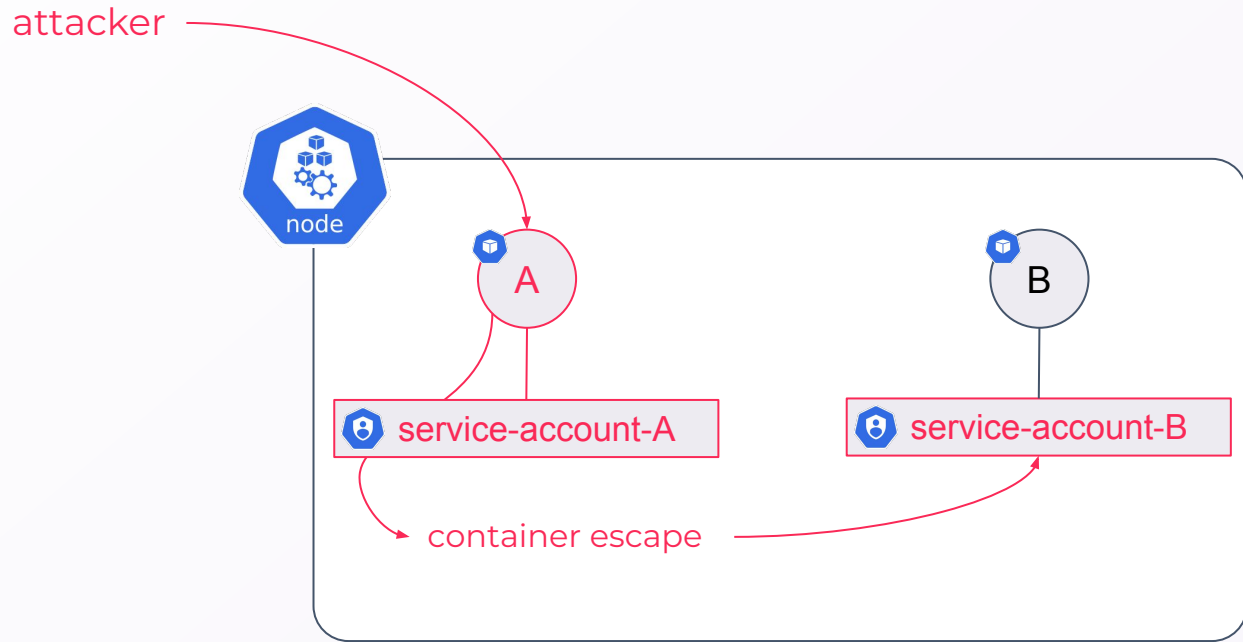 attacker
node
A
B
service-account-A
service-account-B
container escape